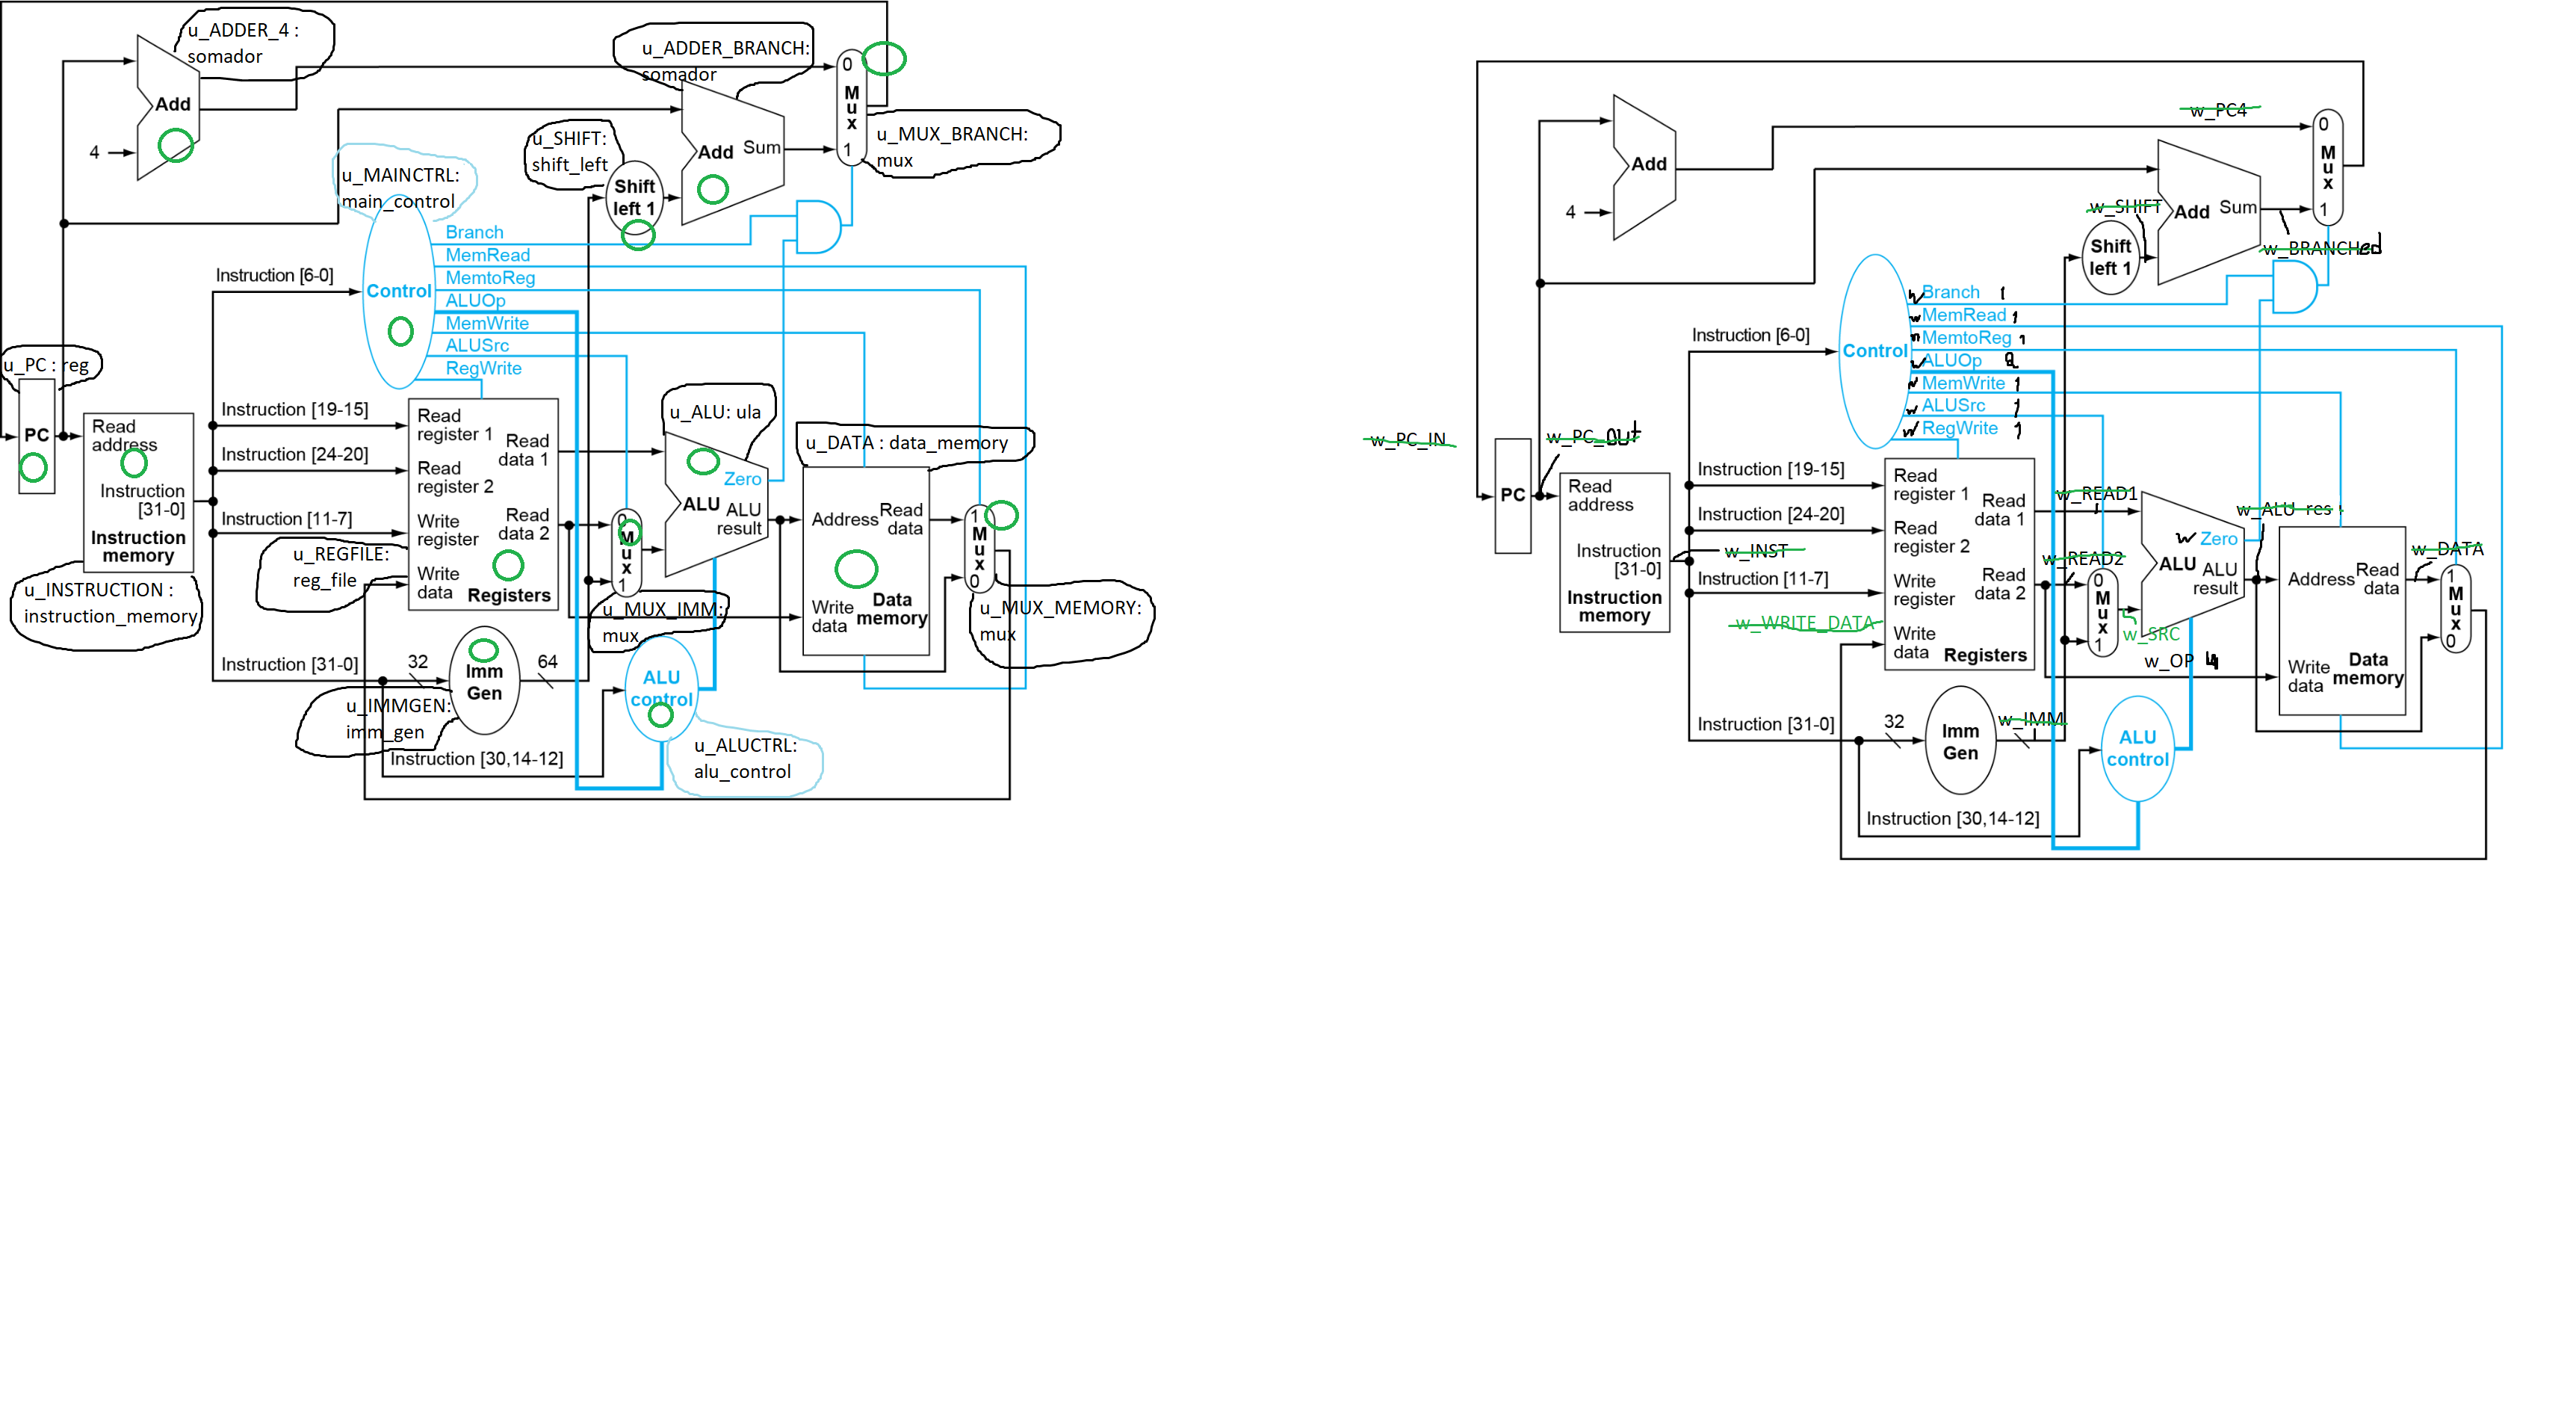 u_ADDER_4 :
somador
Add
4
u_ADDER_BRANCH:
somador
Add
Sum
0
M
u
x
1
u_MUX_BRANCH:
mux
u_SHIFT:
shift_left
Shift
left 1
u_MAINCTRL:
main_control
Branch
MemRead
MemtoReg
ALUOp
MemWrite
ALUSrc
RegWrite
Control
Instruction [6-0]
u_PC : reg
PC
Read
address
Instruction
[31-0]
Instruction
memory
u_INSTRUCTION :
instruction_memory
Instruction [19-15]
Instruction [24-20]
Instruction [11-7]
Read
register 1
Read
register 2
Write
register
Write
data
Read
data 1
Read
data 2
Registers
u_REGFILE:
reg_file
u_ALU: ula
Zero
ALU
ALU
result
0
M
u
x
1
u_MUX_IMM:
mux
u_DATA : data_memory
Address
Read
data
Write
data
Data
memory
1
M
u
x
0
u_MUX_MEMORY:
mux
Instruction [31-0]
32
Imm
Gen
64
u_IMMGEN:
imm_gen
Instruction [30,14-12]
ALU
control
u_ALUCTRL:
alu_control
Add
4
w_PC4
0
M
u
x
1
w_SHIFT
Add
Sum
w_BRANCHed
Shift
left 1
w Branch 1
w MemRead 1
w MemtoReg 1
w ALUOp 2
w MemWrite 1
w ALUSrc 1
w RegWrite 1
Control
Instruction [6-0]
w_PC_IN
PC
w_PC_OUt
Read
address
Instruction
[31-0]
Instruction
memory
w_INST
Instruction [19-15]
Instruction [24-20]
Instruction [11-7]
w_WRITE_DATA
Read
register 1
Read
register 2
Write
register
Write
data
Read
data 1
Read
data 2
Registers
w_READ1
w_READ2
0
M
u
x
1
w_SRC
w Zero
ALU
ALU
result
w_ALU res
w_OP 4
Address
Read
data
Write
data
Data
memory
w_DATA
1
M
u
x
0
Instruction [31-0]
32
Imm
Gen
w_IMM
Instruction [30,14-12]
ALU
control